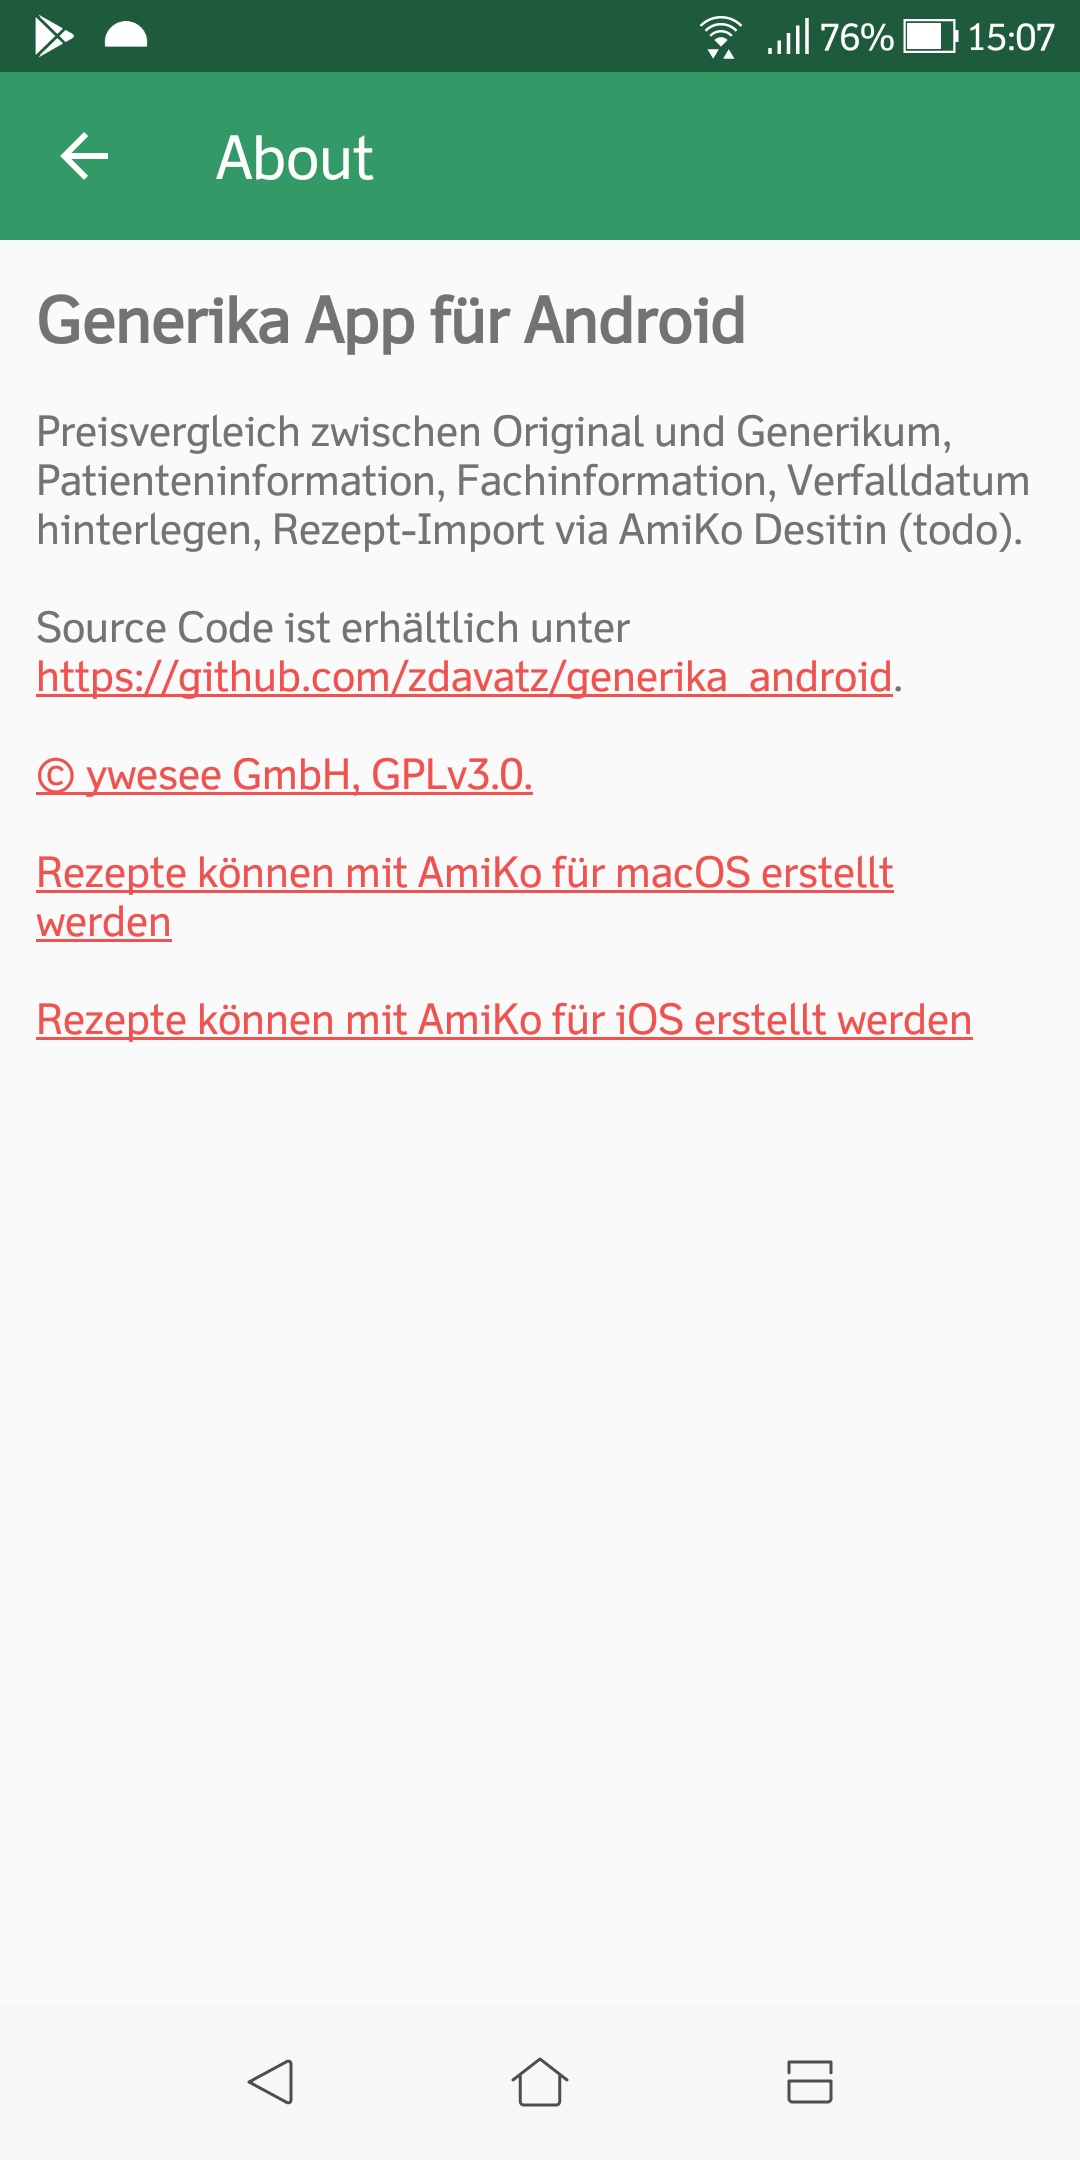 76% 15:07
About
Generika App für Android
Preisvergleich zwischen Original und Generikum,
Patienteninformation, Fachinformation, Verfalldatum
hinterlegen, Rezept-Import via AmiKo Desitin (todo).
Source Code ist erhältlich unter
https://github.com/zdavatz/generika_android.
© ywesee GmbH, GPLv3.0.
Rezepte können mit AmiKo für macOS erstellt
werden
Rezepte können mit AmiKo für iOS erstellt werden